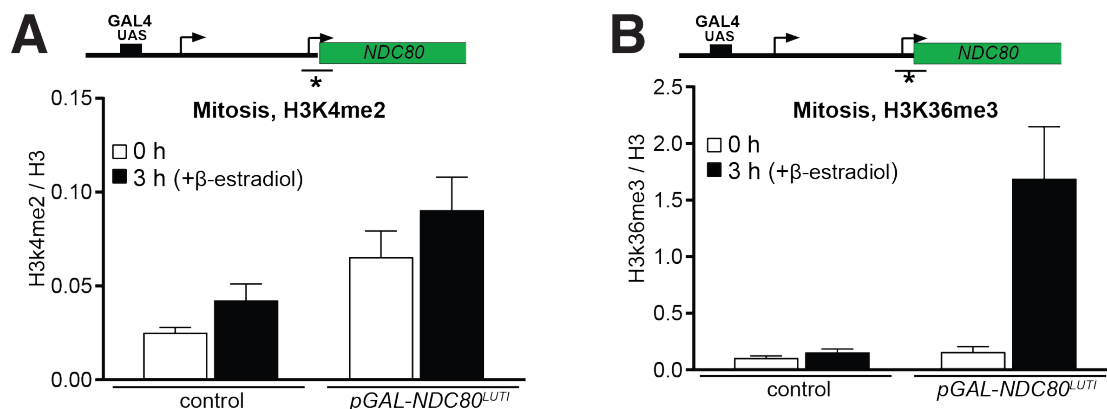 A
GAL4
UAS
NDC80
*
Mitosis, H3K4me2
0 h
3 h (+β-estradiol)
H3k4me2 / H3
0.15
0.10
0.05
0.00
control
pGAL-NDC80LUTI
B
GAL4
UAS
NDC80
*
Mitosis, H3K36me3
0 h
3 h (+β-estradiol)
H3k36me3 / H3
2.5
2.0
1.5
1.0
0.5
0.0
control
pGAL-NDC80LUTI